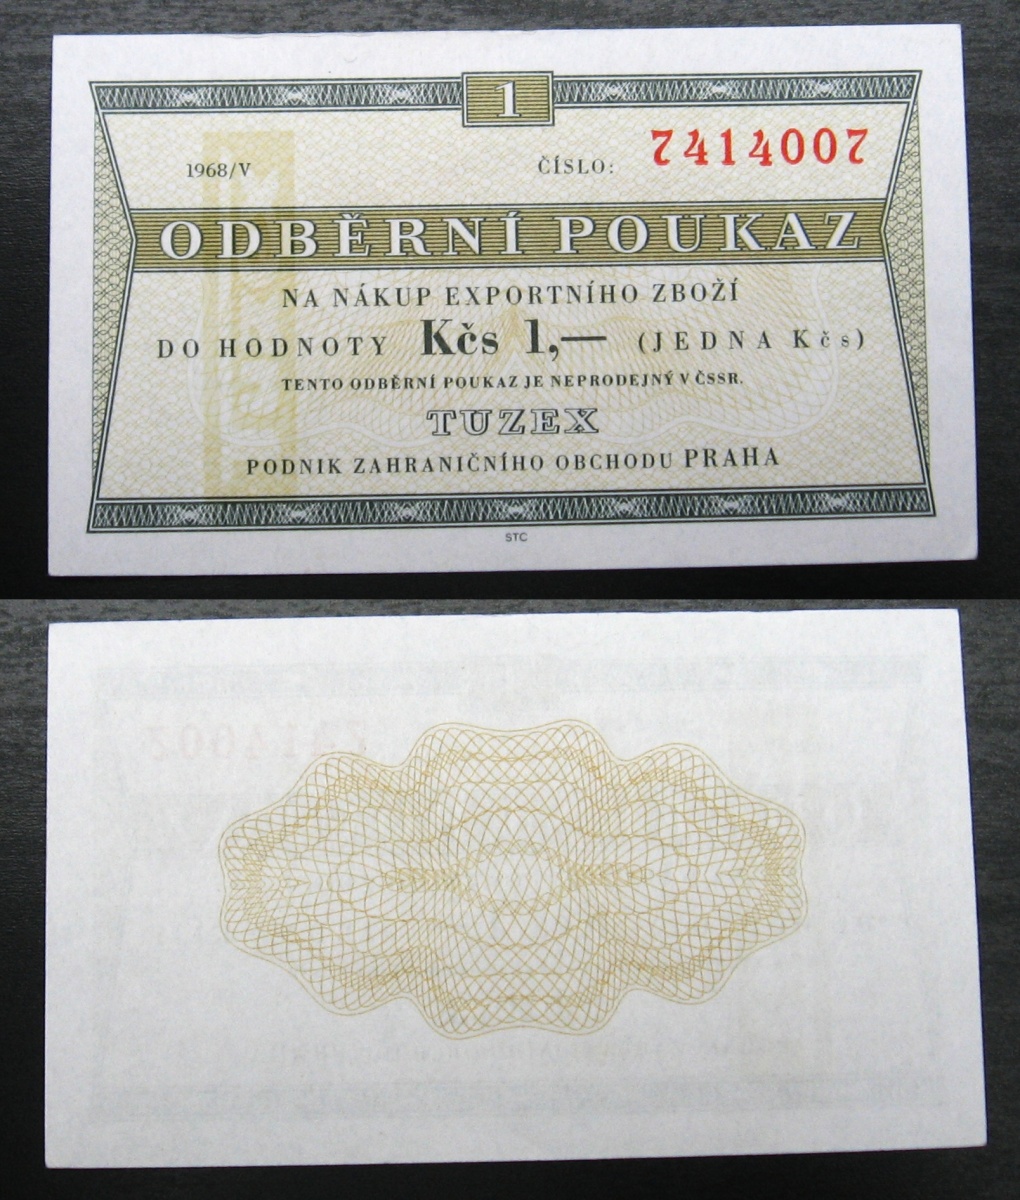 1
1968/V ČÍSLO: 7414007
ODBĚRNÍ POUKAZ
NA NÁKUP EXPORTNÍHO ZBOŽÍ
DO HODNOTY Kčs 1,— (JEDNA Kčs)
TENTO ODBĚRNÍ POUKAZ JE NEPRODEJNÝ V ČSSR.
TUZEX
PODNIK ZAHRANIČNÍHO OBCHODU PRAHA
STC